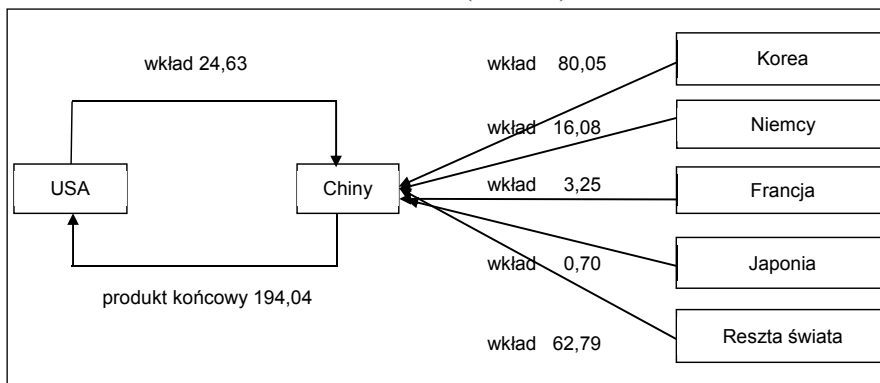 wkład 24,63
wkład 80,05
Korea
wkład 16,08
Niemcy
USA
Chiny
wkład 3,25
Francja
wkład 0,70
Japonia
produkt końcowy 194,04
wkład 62,79
Reszta świata